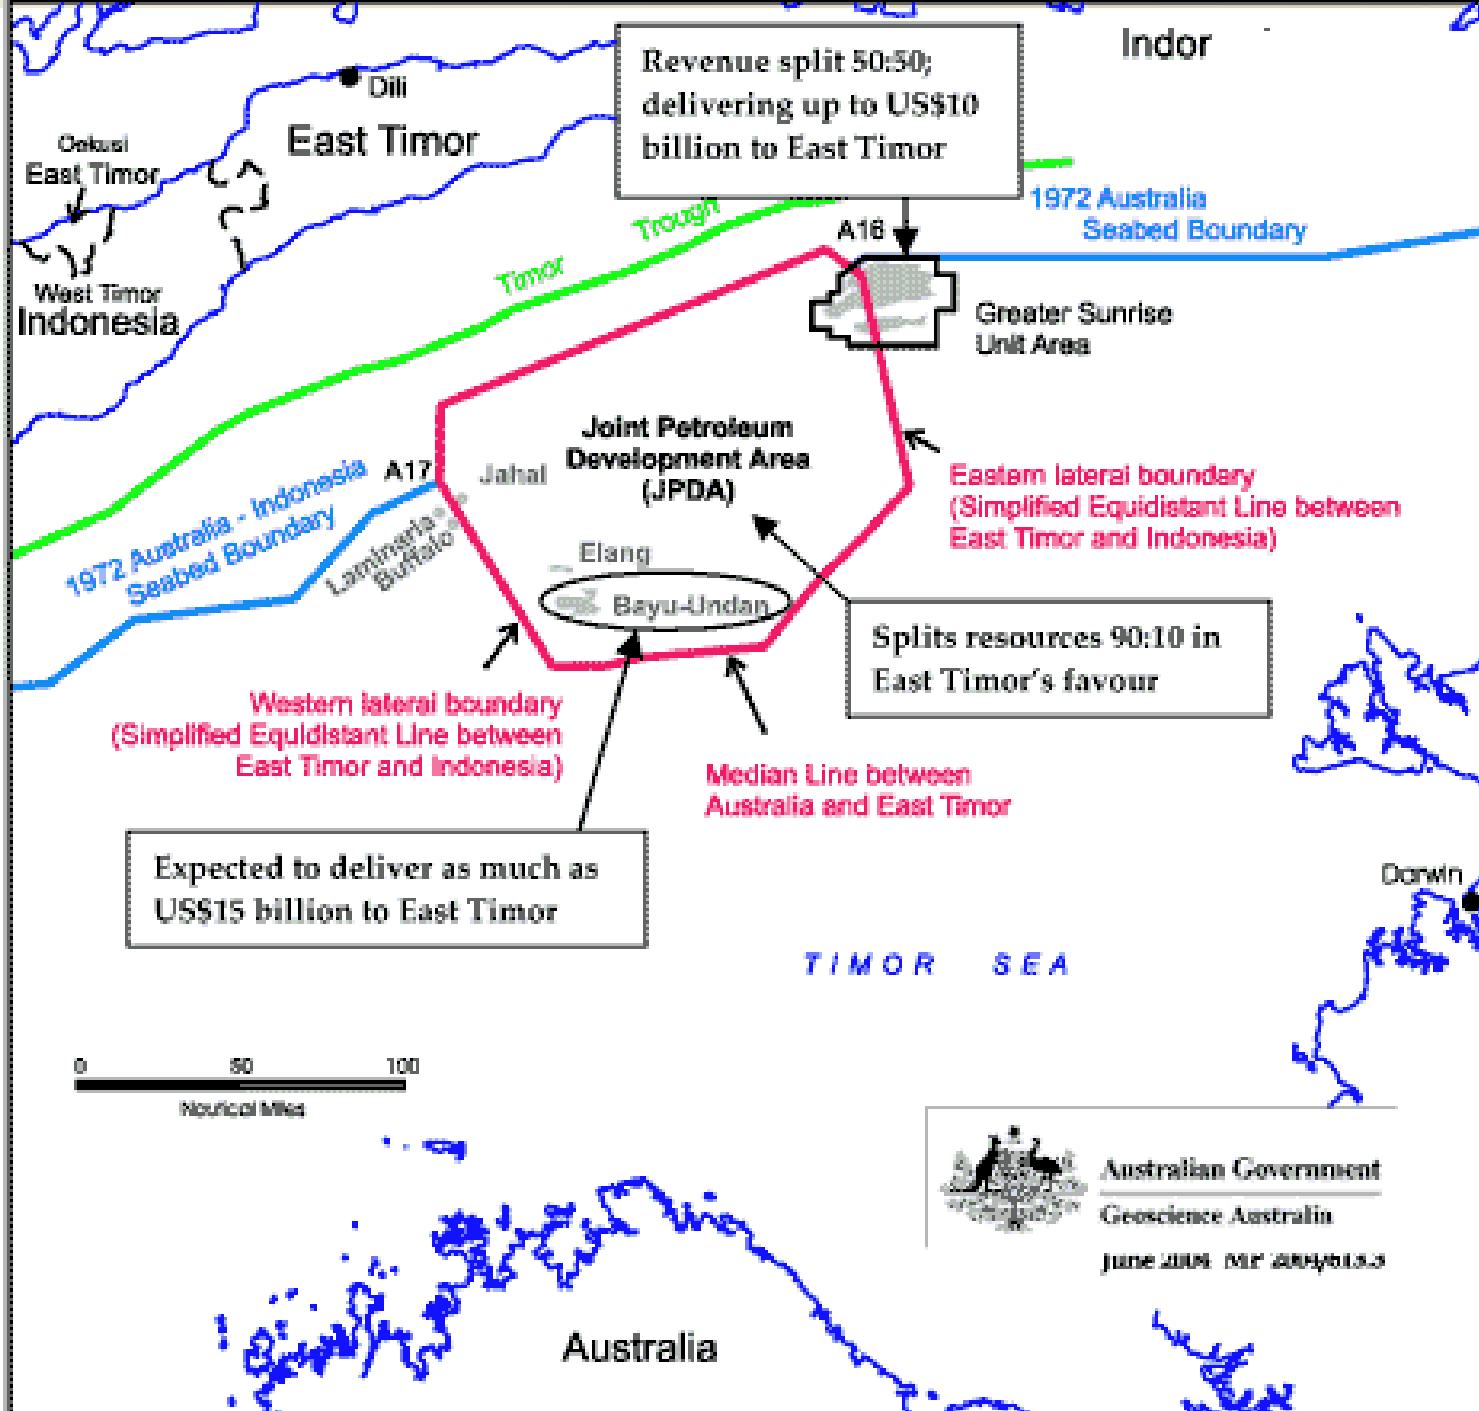 Indor
Revenue split 50:50;
delivering up to US$10
billion to East Timor
Dili
East Timor
Oekusi
East Timor
West Timor
Indonesia
Timor
Trough
1972 Australia
Seabed Boundary
A16
Greater Sunrise
Unit Area
Joint Petroleum
Development Area
(JPDA)
A17
Jahal
1972 Australia - Indonesia
Seabed Boundary
Laminaria
Buffalo
Elang
Bayu-Undan
Eastern lateral boundary
(Simplified Equidistant Line between
East Timor and Indonesia)
Splits resources 90:10 in
East Timor's favour
Western lateral boundary
(Simplified Equidistant Line between
East Timor and Indonesia)
Median Line between
Australia and East Timor
Expected to deliver as much as
US$15 billion to East Timor
Darwin
TIMOR SEA
0 50 100
Nautical Miles
Australian Government
Geoscience Australia
June
Australia